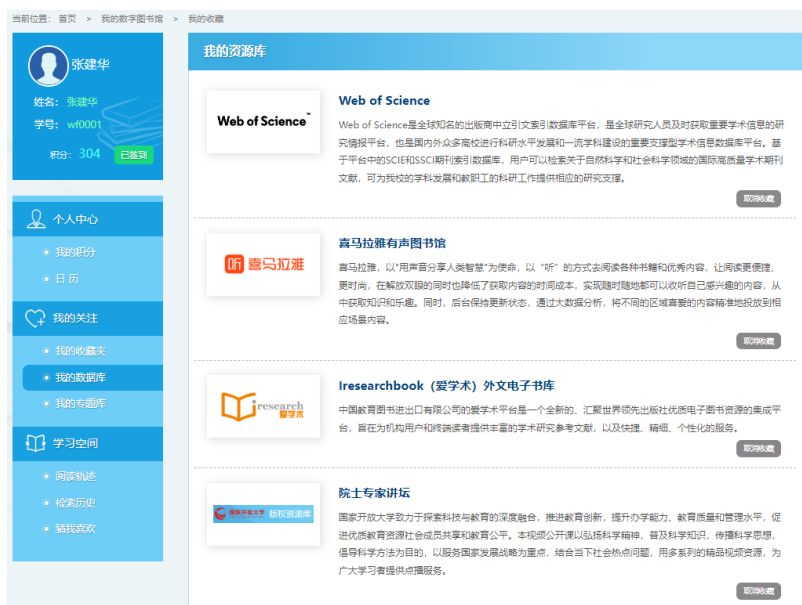 当前位置: 首页 > 我的数字图书馆 > 我的收藏
张建华
姓名: 张建华
学号: wf0001
积分: 304 已签到
个人中心
我的积分
日 历
我的关注
我的收藏夹
我的数据库
我的专题库
学习空间
阅读轨迹
检索历史
猜我喜欢
我的资源库
Web of Science™
Web of Science
Web of Science是全球知名的出版商中立引文索引数据库平台，是全球研究人员及时获取重要学术信息的研
究情报平台，也是国内外众多高校进行科研水平发展和一流学科建设的重要支撑型学术信息数据库平台。基
于平台中的SCIE和SSCI期刊索引数据库，用户可以检索关于自然科学和社会科学领域的国际高质量学术期刊
文献，可为我校的学科发展和教职工的科研工作提供相应的研究支撑。
取消收藏
听 喜马拉雅
喜马拉雅有声图书馆
喜马拉雅，以"用声音分享人类智慧"为使命，以“听”的方式去阅读各种书籍和优秀内容，让阅读更便捷、
更时尚，在解放双眼的同时也降低了获取内容的时间成本，实现随时随地都可以收听自己感兴趣的内容，从
中获取知识和乐趣。同时，后台保持更新状态，通过大数据分析，将不同的区域喜爱的内容精准地投放到相
应场景内容。
取消收藏
iresearch
爱学术
Iresearchbook（爱学术）外文电子书库
中国教育图书进出口有限公司的爱学术平台是一个全新的、汇聚世界领先出版社优质电子图书资源的集成平
台，旨在为机构用户和终端读者提供丰富的学术研究参考文献，以及快捷、精细、个性化的服务。
取消收藏
国家开放大学 版权资源库
院士专家讲坛
国家开放大学致力于探索科技与教育的深度融合，推进教育创新，提升办学能力、教育质量和管理水平，促
进优质教育资源社会成员共享和教育公平。本视频公开课以弘扬科学精神，普及科学知识，传播科学思想，
倡导科学方法为目的，以服务国家发展战略为重点，结合当下社会热点问题，用多系列的精品视频资源，为
广大学习者提供点播服务。
取消收藏